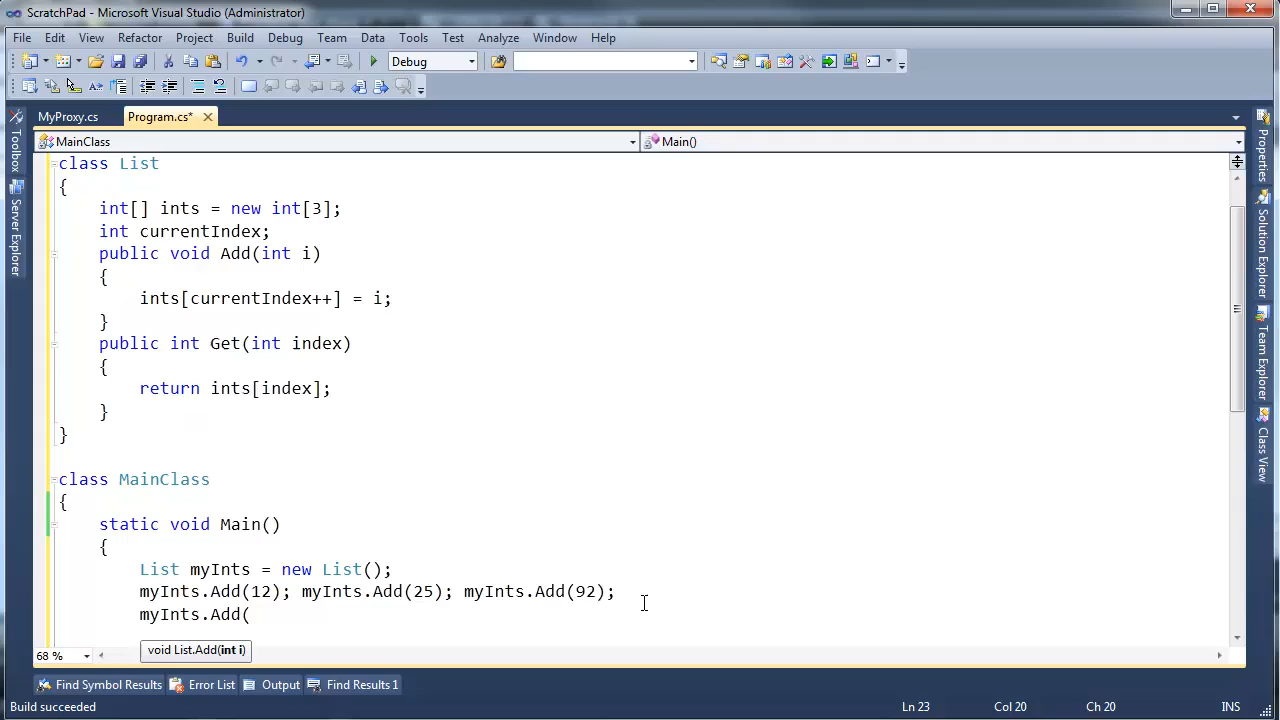 ScratchPad - Microsoft Visual Studio (Administrator)
File Edit View Refactor Project Build Debug Team Data Tools Test Analyze Window Help
Debug
MyProxy.cs Program.cs*
MainClass Main()
class List
{
int[] ints = new int[3];
int currentIndex;
public void Add(int i)
{
ints[currentIndex++] = i;
}
public int Get(int index)
{
return ints[index];
}
}
class MainClass
{
static void Main()
{
List myInts = new List();
myInts.Add(12); myInts.Add(25); myInts.Add(92);
myInts.Add(
void List.Add(int i)
68 %
Toolbox
Server Explorer
Properties
Solution Explorer
Team Explorer
Class View
Find Symbol Results Error List Output Find Results 1
Build succeeded Ln 23 Col 20 Ch 20 INS